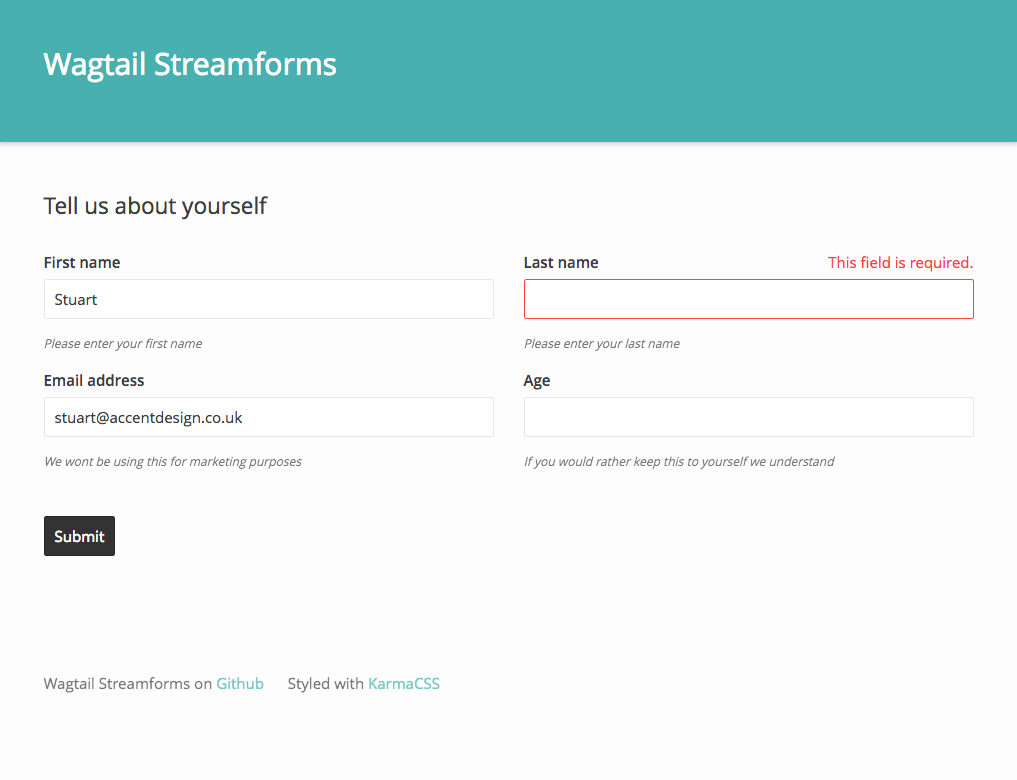 Wagtail Streamforms
Tell us about yourself
First name
Stuart
Please enter your first name
Last name This field is required.
Please enter your last name
Email address
stuart@accentdesign.co.uk
We wont be using this for marketing purposes
Age
If you would rather keep this to yourself we understand
Submit
Wagtail Streamforms on Github Styled with KarmaCSS